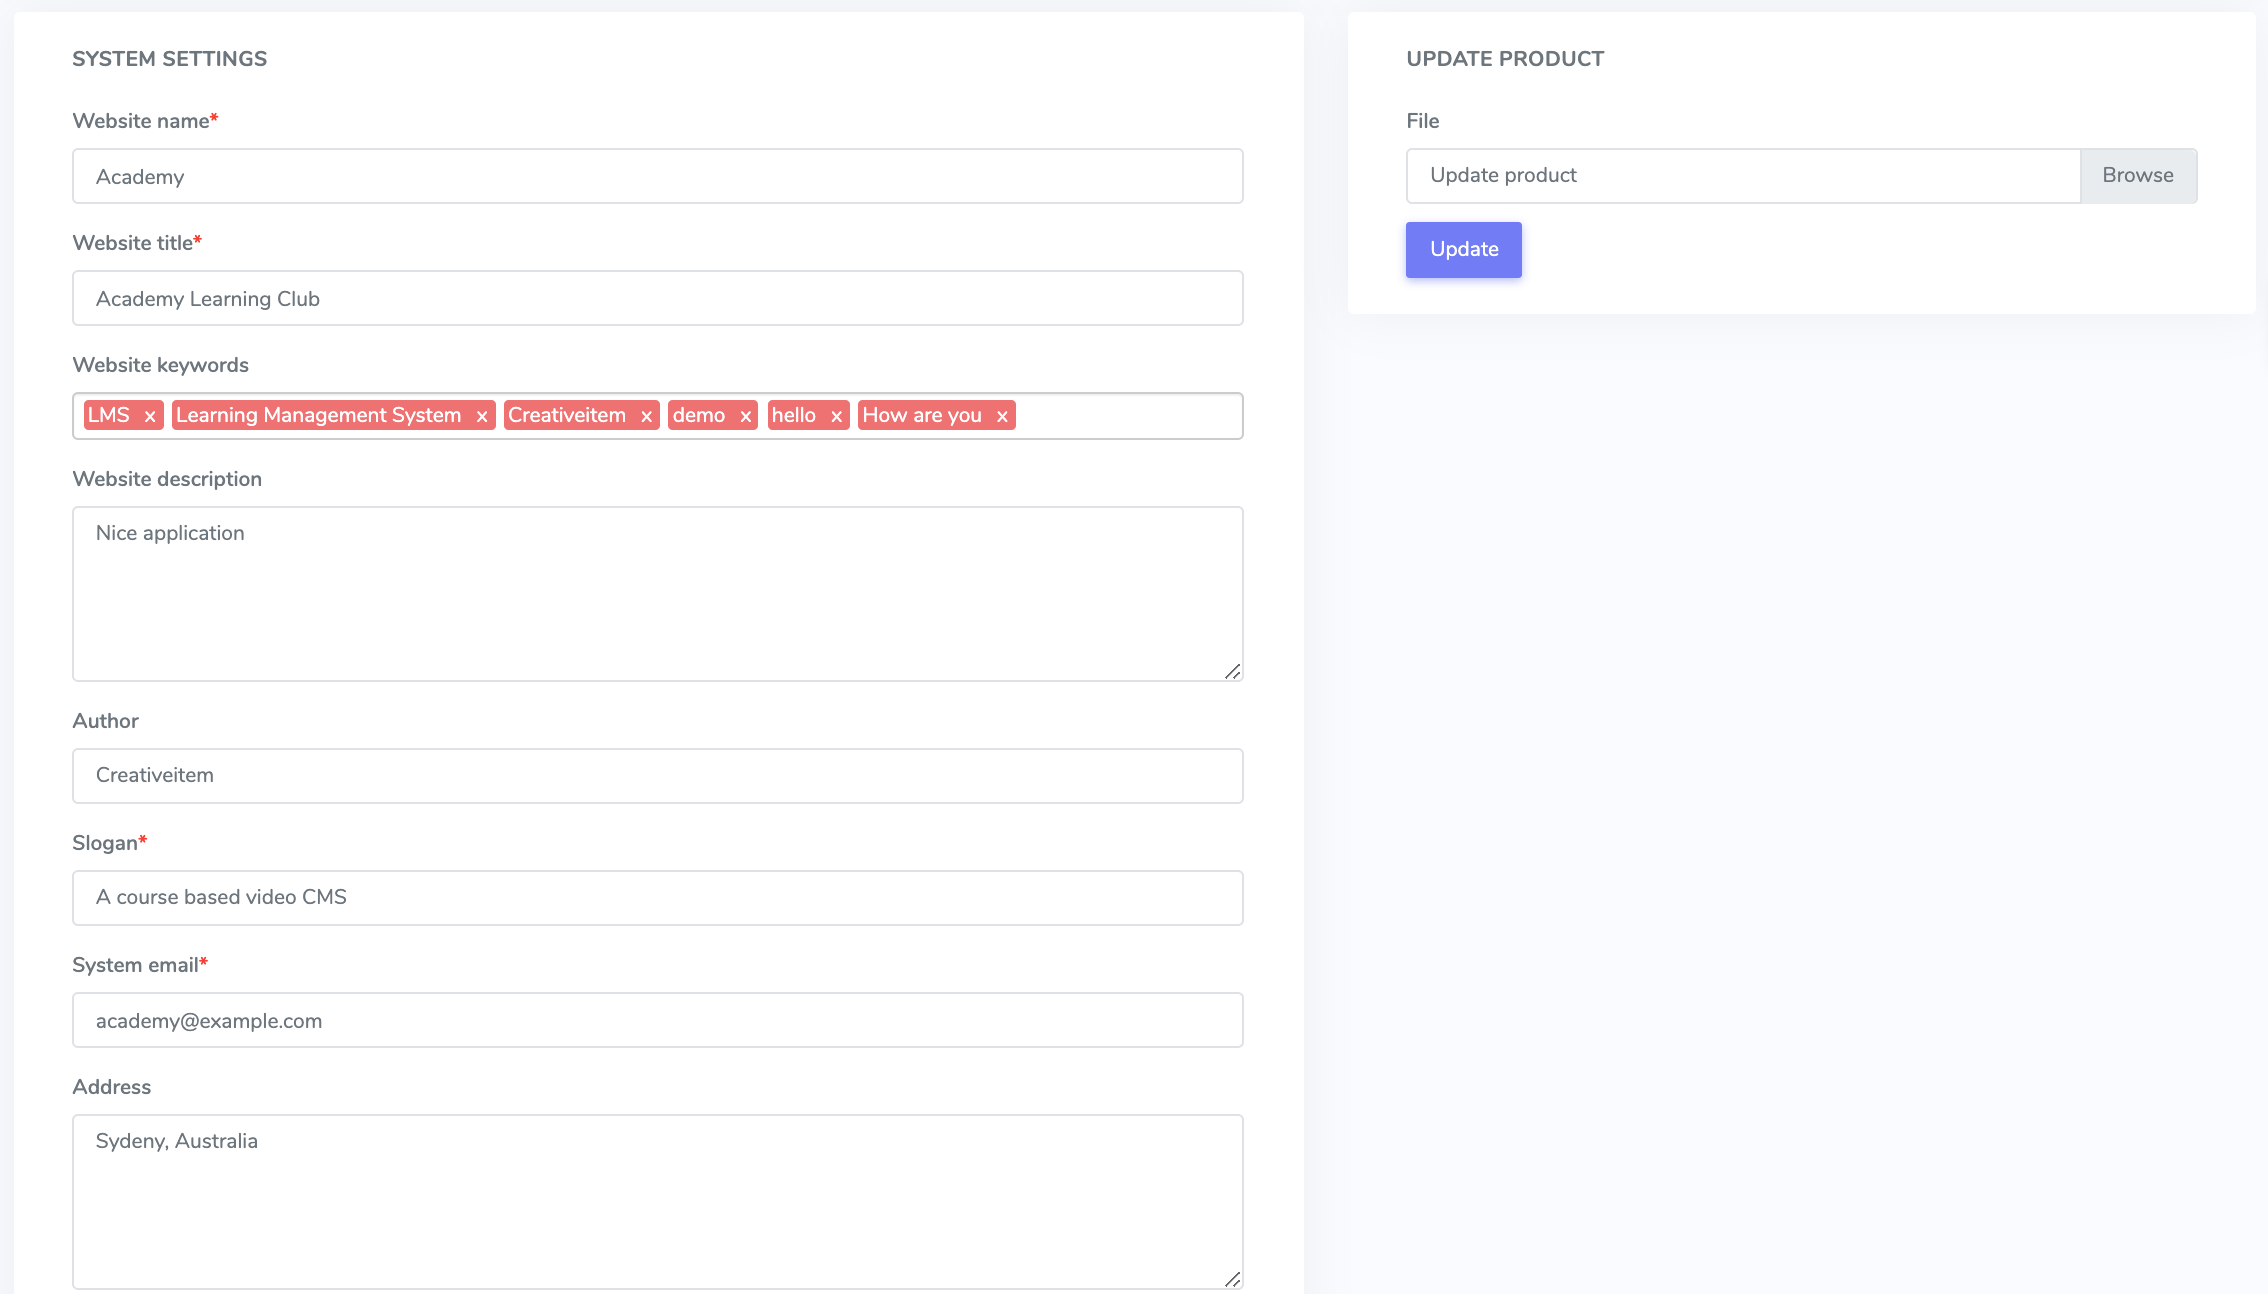 SYSTEM SETTINGS
Website name*
Academy
Website title*
Academy Learning Club
Website keywords
LMS x Learning Management System x Creativeitem x demo x hello x How are you x
Website description
Nice application
Author
Creativeitem
Slogan*
A course based video CMS
System email*
academy@example.com
Address
Sydeny, Australia
UPDATE PRODUCT
File
Update product Browse
Update